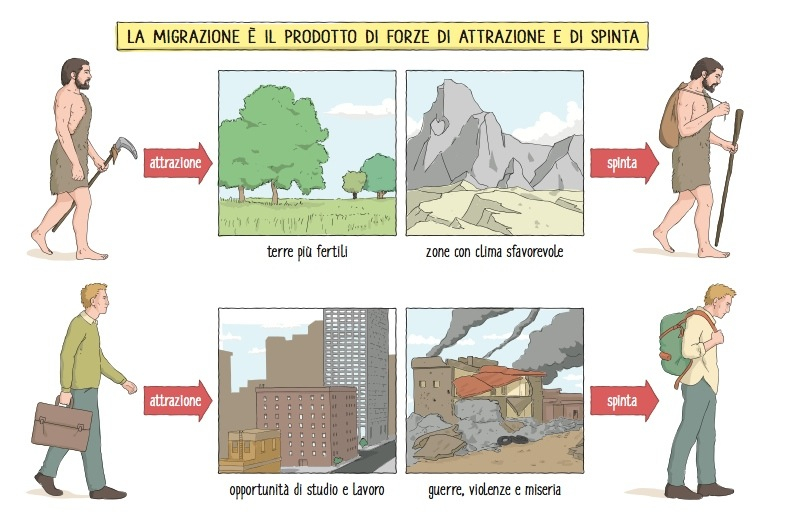 LA MIGRAZIONE È IL PRODOTTO DI FORZE DI ATTRAZIONE E DI SPINTA
attrazione
spinta
terre più fertili
zone con clima sfavorevole
attrazione
spinta
opportunità di studio e lavoro
guerre, violenze e miseria